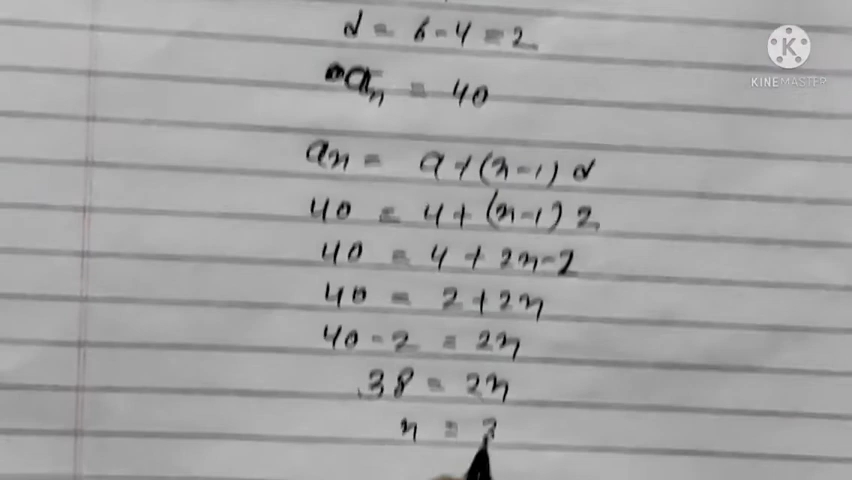 d = 6-4 = 2
an = 40
an = a+(n-1) d
40 = 4+(n-1) 2
40 = 4 + 2n-2
40 = 2+2n
40-2 = 2n
38 = 2n
n =
K
KINEMASTER